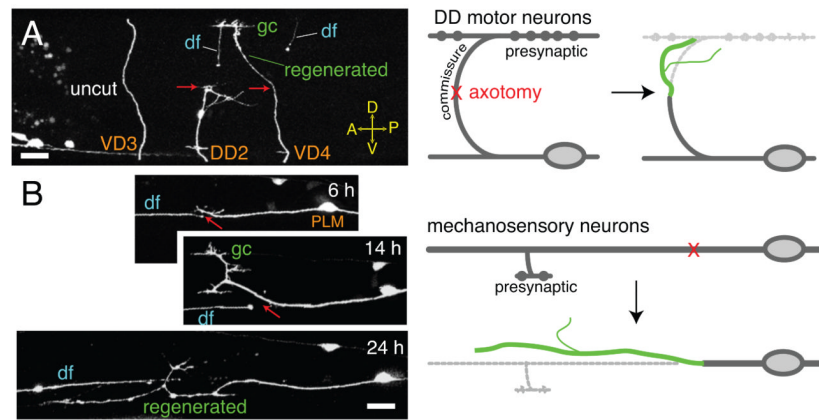 A
df
gc
df
regenerated
uncut
VD3
DD2
VD4
D
A
P
V
DD motor neurons
presynaptic
commissure
X axotomy
B
df
6 h
PLM
gc
14 h
df
24 h
df
regenerated
mechanosensory neurons
X
presynaptic